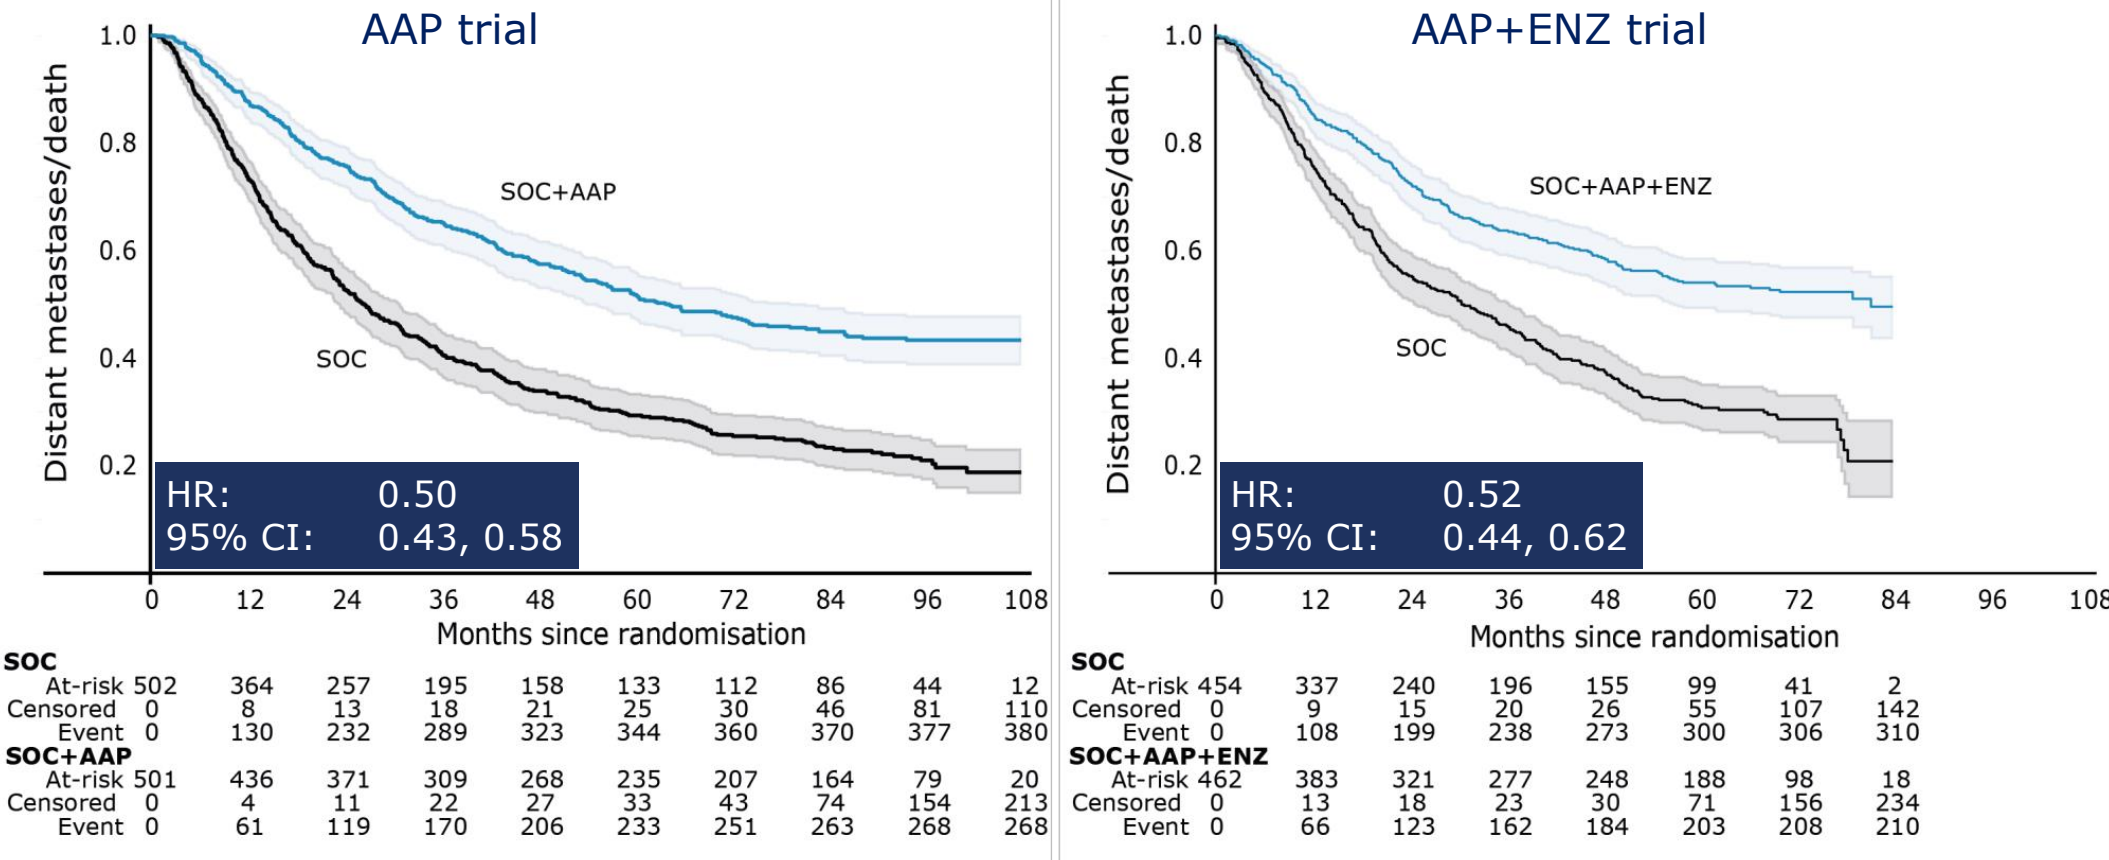 AAP trial
Distant metastases/death
1.0
0.8
0.6
0.4
0.2
SOC+AAP
SOC
HR: 0.50
95% CI: 0.43, 0.58
0 12 24 36 48 60 72 84 96 108
Months since randomisation
SOC
At-risk 502 364 257 195 158 133 112 86 44 12
Censored 0 8 13 18 21 25 30 46 81 110
Event 0 130 232 289 323 344 360 370 377 380
SOC+AAP
At-risk 501 436 371 309 268 235 207 164 79 20
Censored 0 4 11 22 27 33 43 74 154 213
Event 0 61 119 170 206 233 251 263 268 268
AAP+ENZ trial
Distant metastases/death
1.0
0.8
0.6
0.4
0.2
SOC+AAP+ENZ
SOC
HR: 0.52
95% CI: 0.44, 0.62
0 12 24 36 48 60 72 84 96 108
Months since randomisation
SOC
At-risk 454 337 240 196 155 99 41 2
Censored 0 9 15 20 26 55 107 142
Event 0 108 199 238 273 300 306 310
SOC+AAP+ENZ
At-risk 462 383 321 277 248 188 98 18
Censored 0 13 18 23 30 71 156 234
Event 0 66 123 162 184 203 208 210